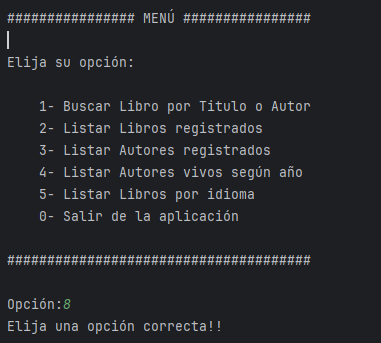 ################ MENÚ ################
Elija su opción:
1- Buscar Libro por Titulo o Autor
2- Listar Libros registrados
3- Listar Autores registrados
4- Listar Autores vivos según año
5- Listar Libros por idioma
0- Salir de la aplicación
######################################
Opción:8
Elija una opción correcta!!